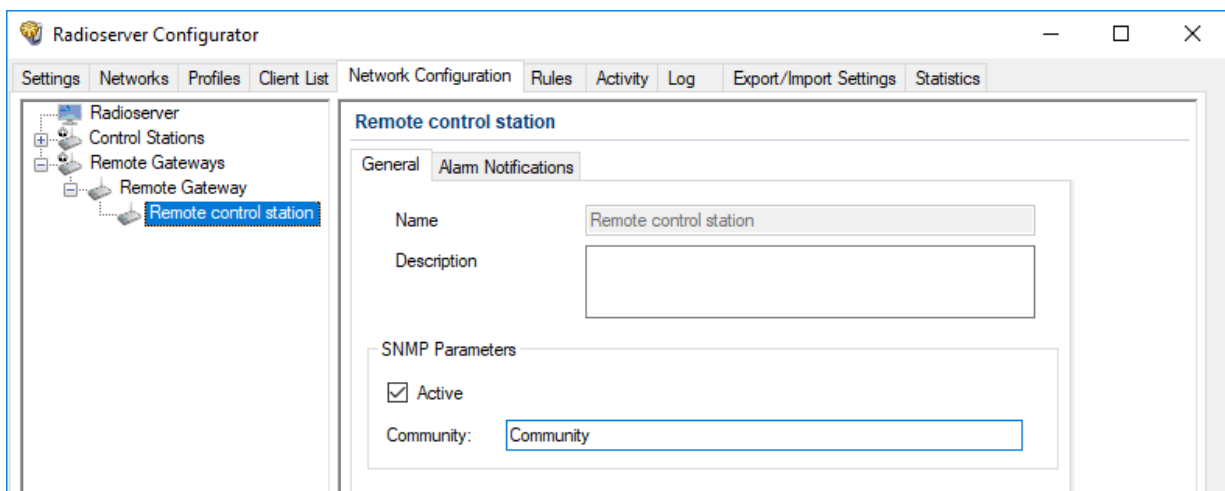 Radioserver Configurator
Settings Networks Profiles Client List Network Configuration Rules Activity Log Export/Import Settings Statistics
Radioserver
Control Stations
Remote Gateways
Remote Gateway
Remote control station
Remote control station
General Alarm Notifications
Name Remote control station
Description
SNMP Parameters
Active
Community: Community